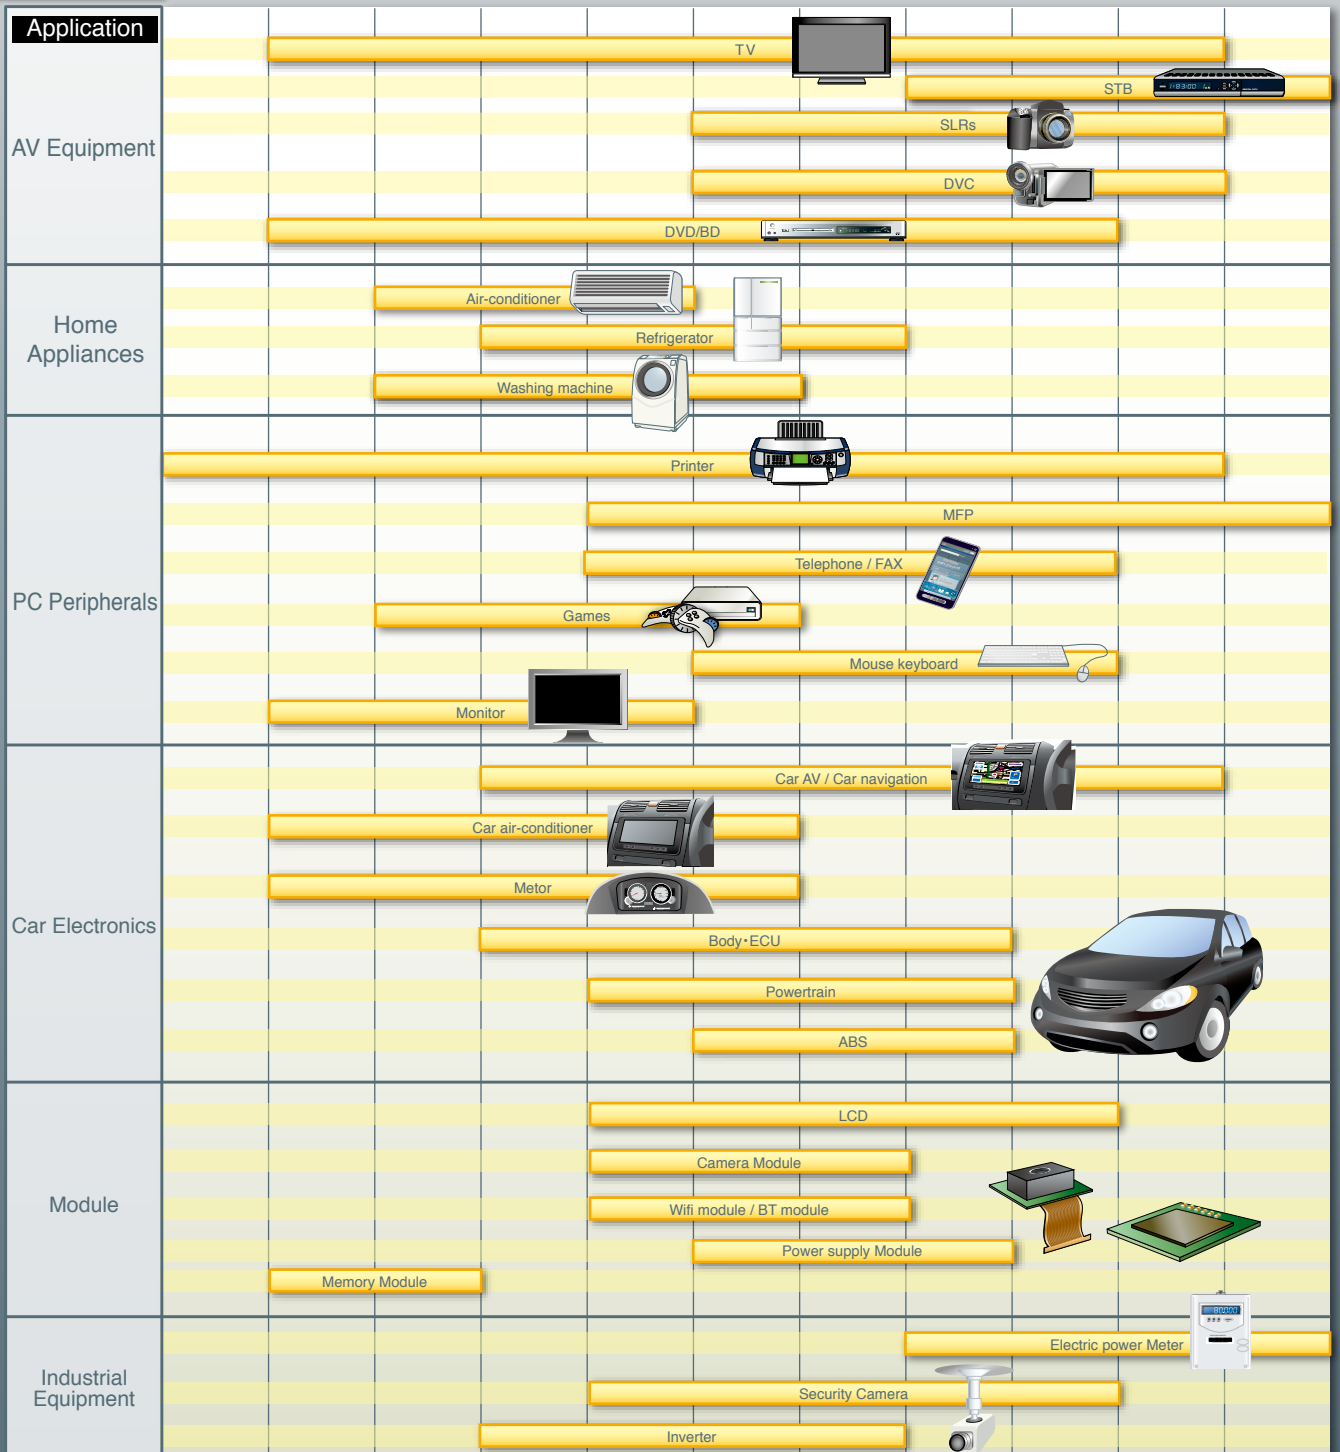 Application
AV Equipment
TV
STB
SLRs
DVC
DVD/BD
Home
Appliances
Air-conditioner
Refrigerator
Washing machine
PC Peripherals
Printer
MFP
Telephone / FAX
Games
Mouse keyboard
Monitor
Car Electronics
Car AV / Car navigation
Car air-conditioner
Metor
Body・ECU
Powertrain
ABS
Module
LCD
Camera Module
Wifi module / BT module
Power supply Module
Memory Module
Industrial
Equipment
Electric power Meter
Security Camera
Inverter